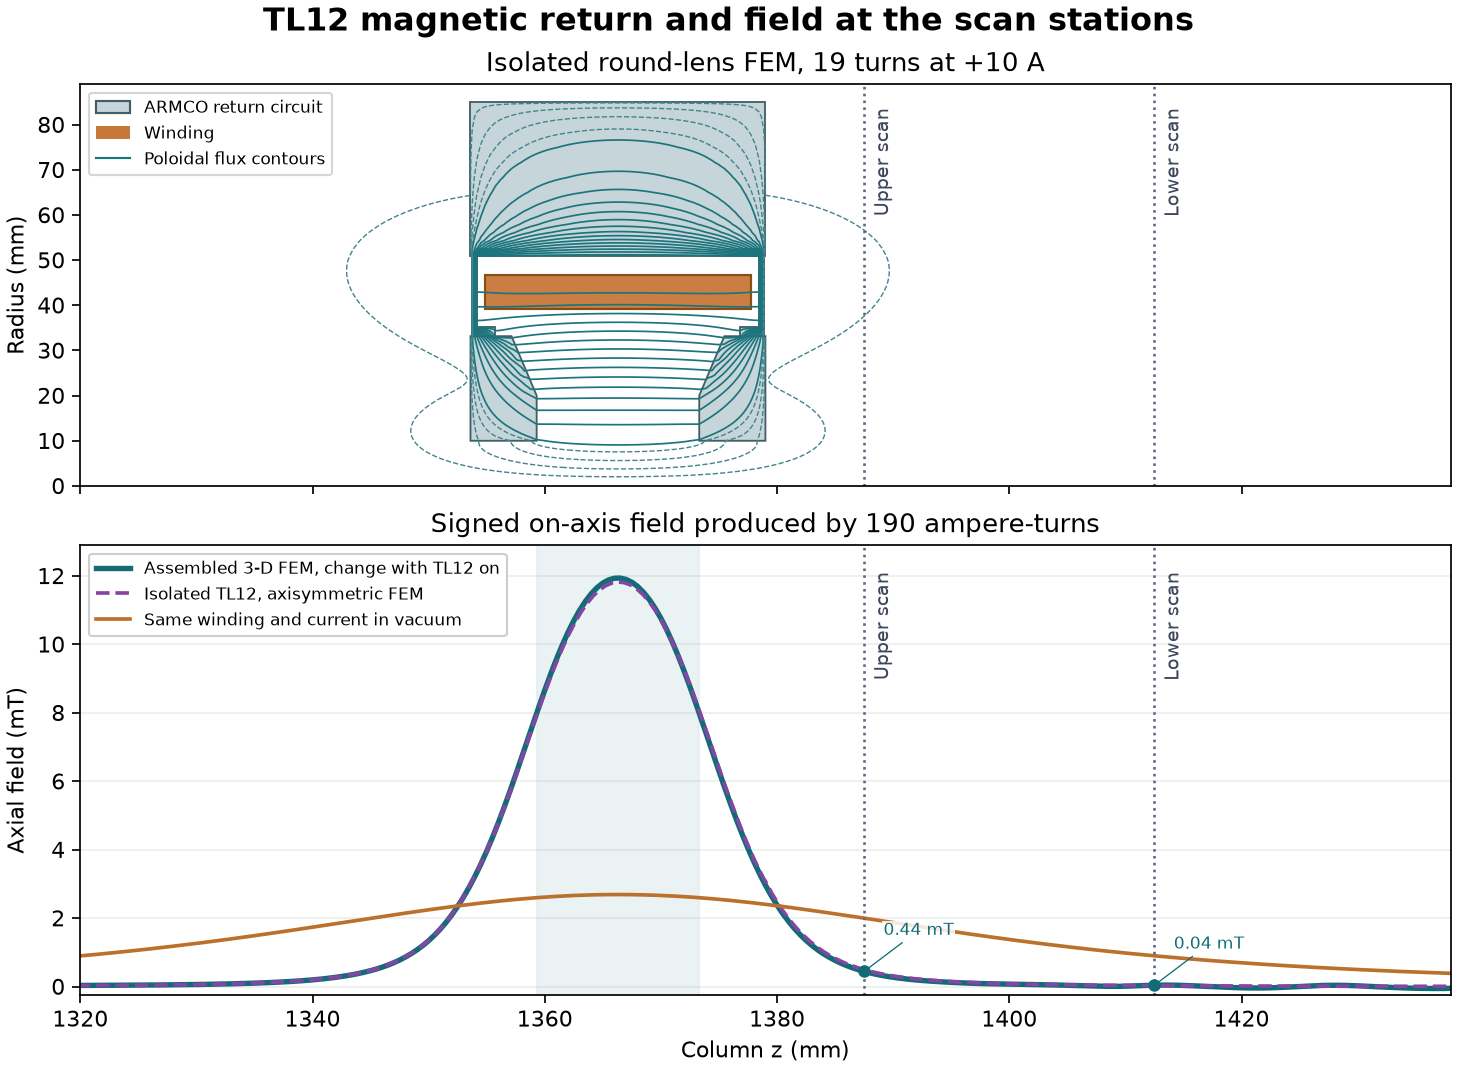 TL12 magnetic return and field at the scan stations
Isolated round-lens FEM, 19 turns at +10 A
ARMCO return circuit
Winding
Poloidal flux contours
Upper scan
Lower scan
Radius (mm)
80
70
60
50
40
30
20
10
0
Signed on-axis field produced by 190 ampere-turns
Assembled 3-D FEM, change with TL12 on
Isolated TL12, axisymmetric FEM
Same winding and current in vacuum
Upper scan
Lower scan
0.44 mT
0.04 mT
Axial field (mT)
12
10
8
6
4
2
0
1320
1340
1360
1380
1400
1420
Column z (mm)